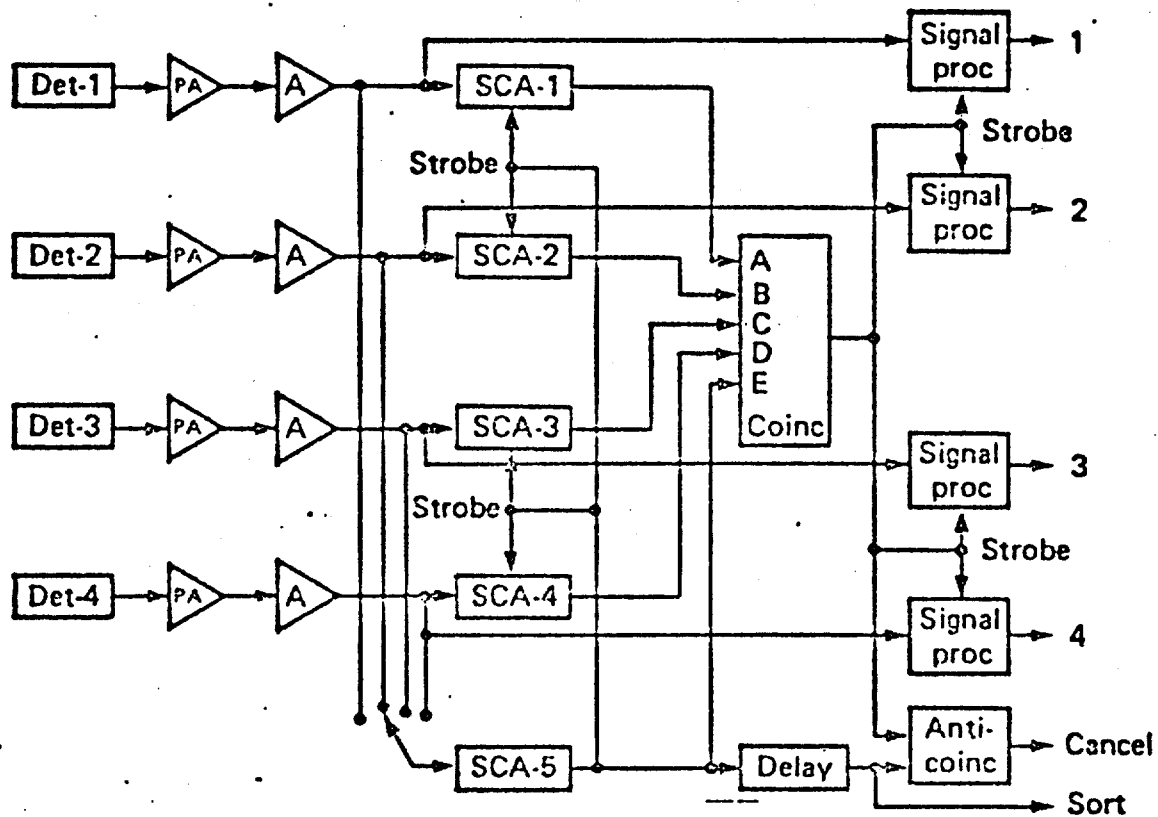 Det-1
PA
A
SCA-1
Signal
proc
1
Strobe
Strobe
Det-2
PA
A
SCA-2
Signal
proc
2
A
B
C
D
E
Coinc
Det-3
PA
A
SCA-3
Signal
proc
3
Strobe
Strobe
Det-4
PA
A
SCA-4
Signal
proc
4
SCA-5
Delay
Anti-
coinc
Cancel
Sort